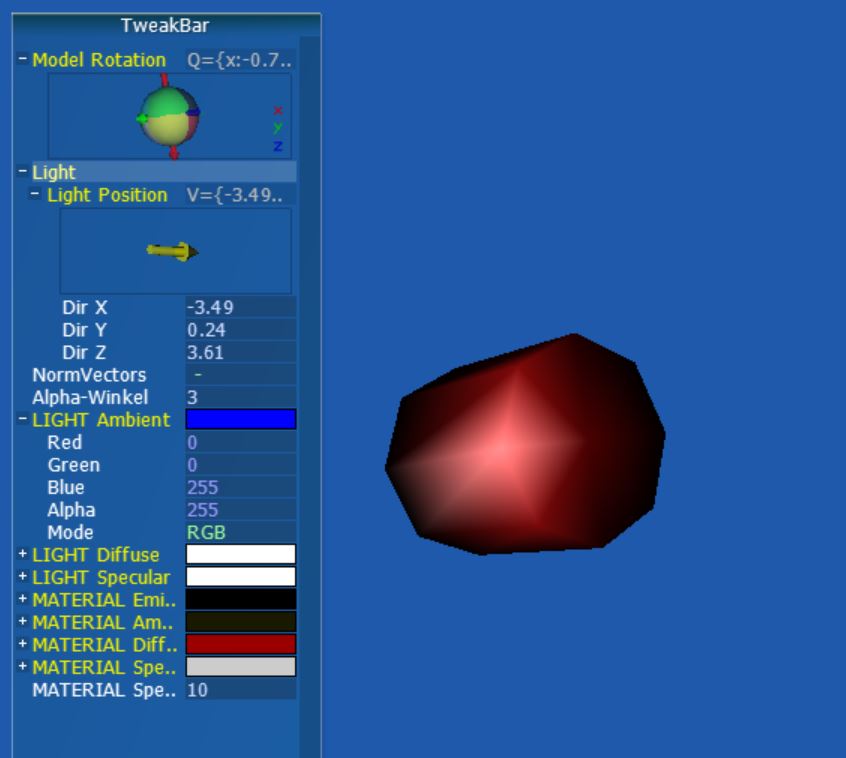 TweakBar
- Model Rotation Q={x:-0.7..
x
y
z
- Light
- Light Position V={-3.49..
Dir X -3.49
Dir Y 0.24
Dir Z 3.61
NormVectors -
Alpha-Winkel 3
- LIGHT Ambient
Red 0
Green 0
Blue 255
Alpha 255
Mode RGB
+ LIGHT Diffuse
+ LIGHT Specular
+ MATERIAL Emi..
+ MATERIAL Am..
+ MATERIAL Diff..
+ MATERIAL Spe..
MATERIAL Spe.. 10